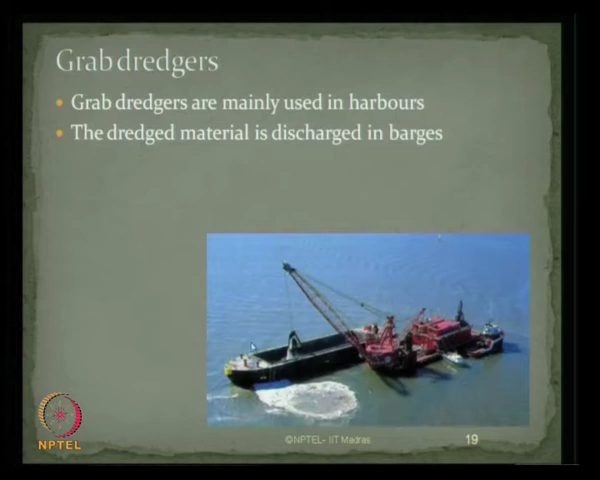 Grab dredgers
Grab dredgers are mainly used in harbours
The dredged material is discharged in barges
NPTEL
©NPTEL- IIT Madras
19